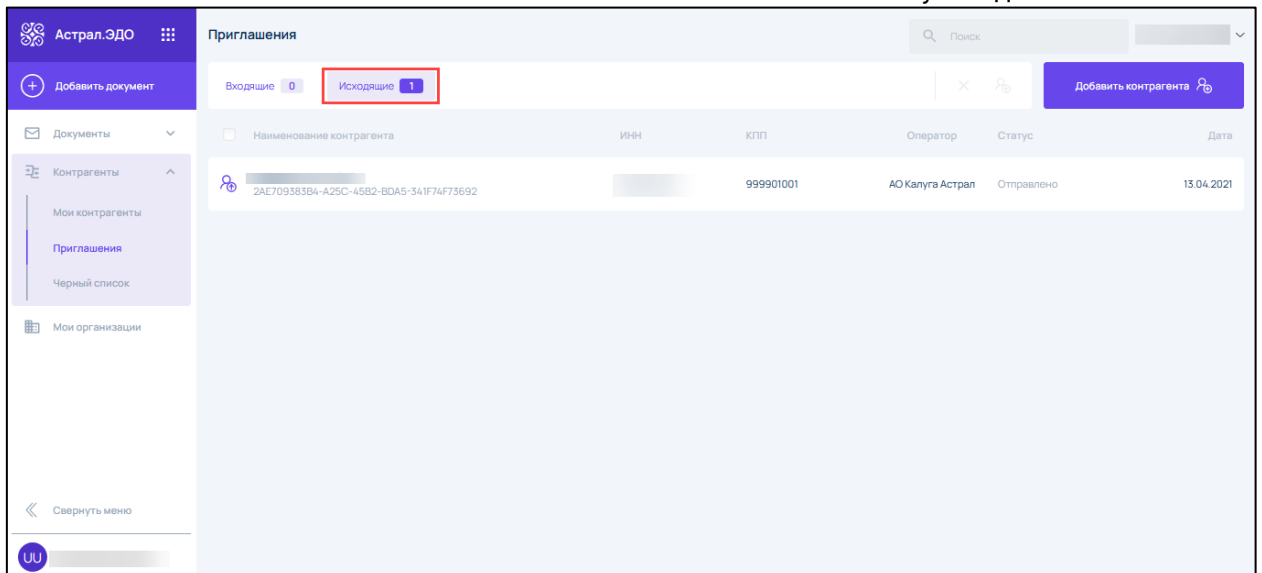 Астрал.ЭДО
Приглашения
Поиск
Добавить документ
Входящие 0
Исходящие 1
Добавить контрагента
Документы
Наименование контрагента ИНН КПП Оператор Статус Дата
Контрагенты
2AE709383B4-A25C-45B2-BDA5-341F74F73692
999901001 АО Калуга Астрал Отправлено 13.04.2021
Мои контрагенты
Приглашения
Черный список
Мои организации
Свернуть меню
UU